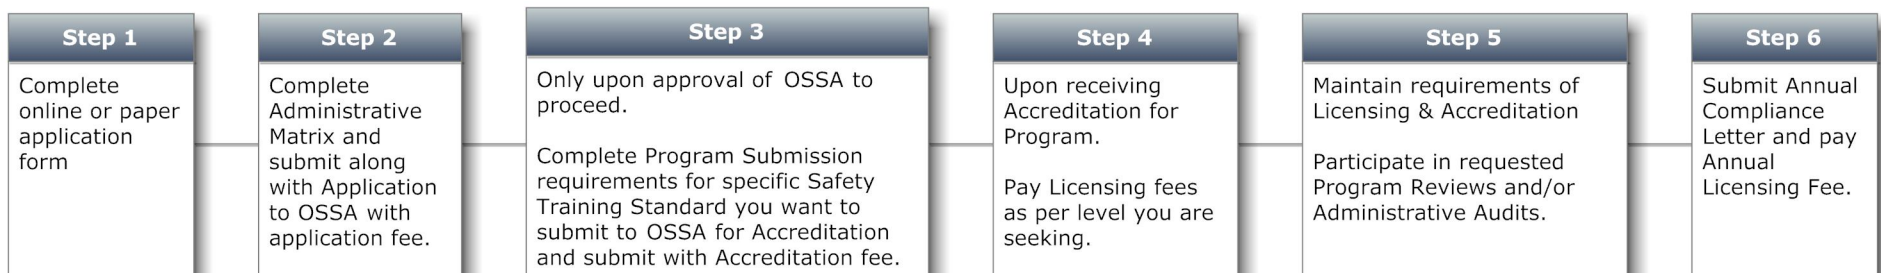 Step 1
Complete
online or paper
application
form
Step 2
Complete
Administrative
Matrix and
submit along
with Application
to OSSA with
application fee.
Step 3
Only upon approval of OSSA to
proceed.
Complete Program Submission
requirements for specific Safety
Training Standard you want to
submit to OSSA for Accreditation
and submit with Accreditation fee.
Step 4
Upon receiving
Accreditation for
Program.
Pay Licensing fees
as per level you are
seeking.
Step 5
Maintain requirements of
Licensing & Accreditation
Participate in requested
Program Reviews and/or
Administrative Audits.
Step 6
Submit Annual
Compliance
Letter and pay
Annual
Licensing Fee.